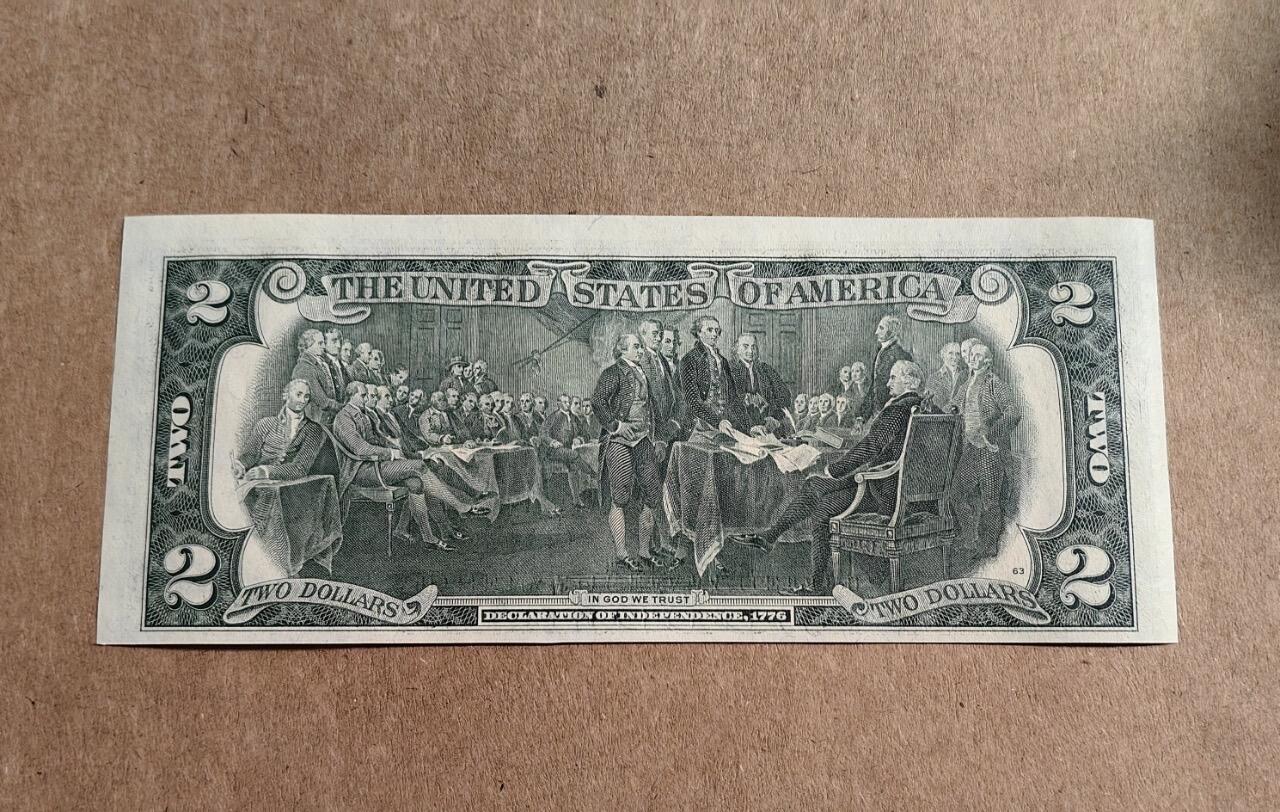 2 THE UNITED STATES OF AMERICA 2
TWO TWO
63
2 TWO DOLLARS IN GOD WE TRUST TWO DOLLARS 2
DECLARATION OF INDEPENDENCE, 1776